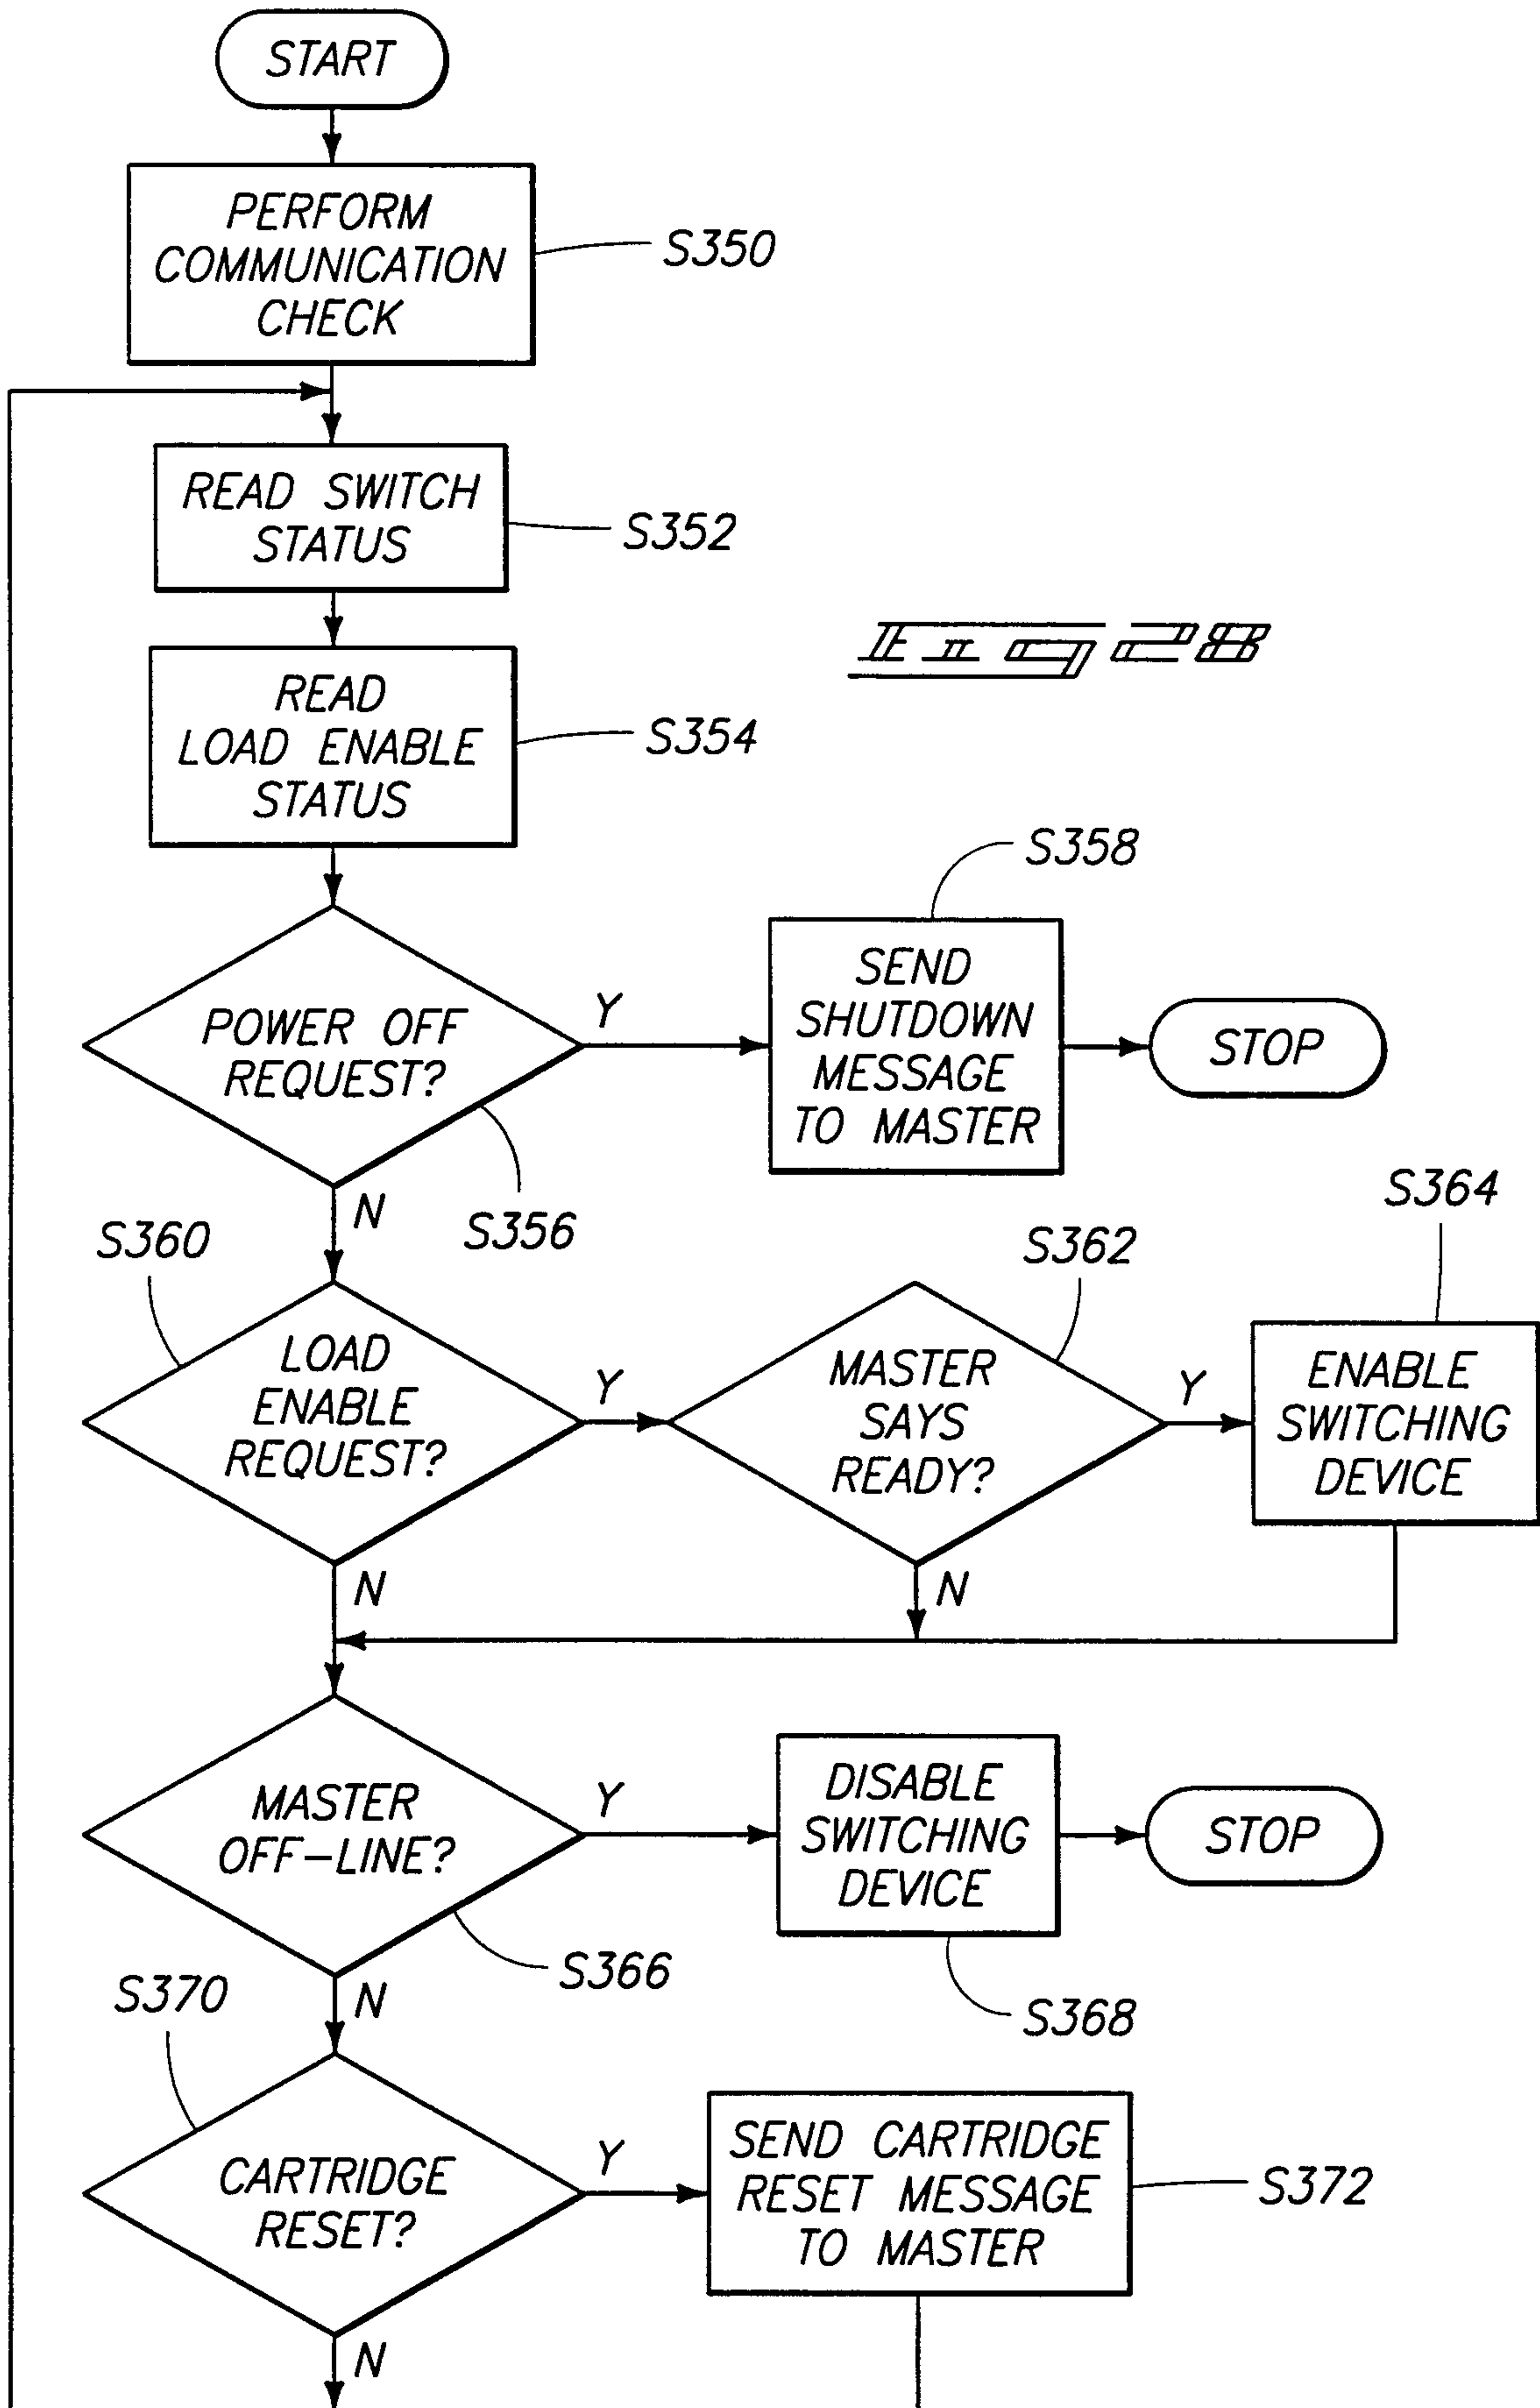 START
PERFORM
COMMUNICATION
CHECK
S350
READ SWITCH
STATUS
S352
Fig 28
READ
LOAD ENABLE
STATUS
S354
S358
SEND
SHUTDOWN
MESSAGE
TO MASTER
POWER OFF
REQUEST?
Y
STOP
N
S356
S360
S362
S364
LOAD
ENABLE
REQUEST?
Y
MASTER
SAYS
READY?
Y
ENABLE
SWITCHING
DEVICE
N
N
MASTER
OFF-LINE?
Y
DISABLE
SWITCHING
DEVICE
STOP
S366
S368
N
S370
CARTRIDGE
RESET?
Y
SEND CARTRIDGE
RESET MESSAGE
TO MASTER
S372
N